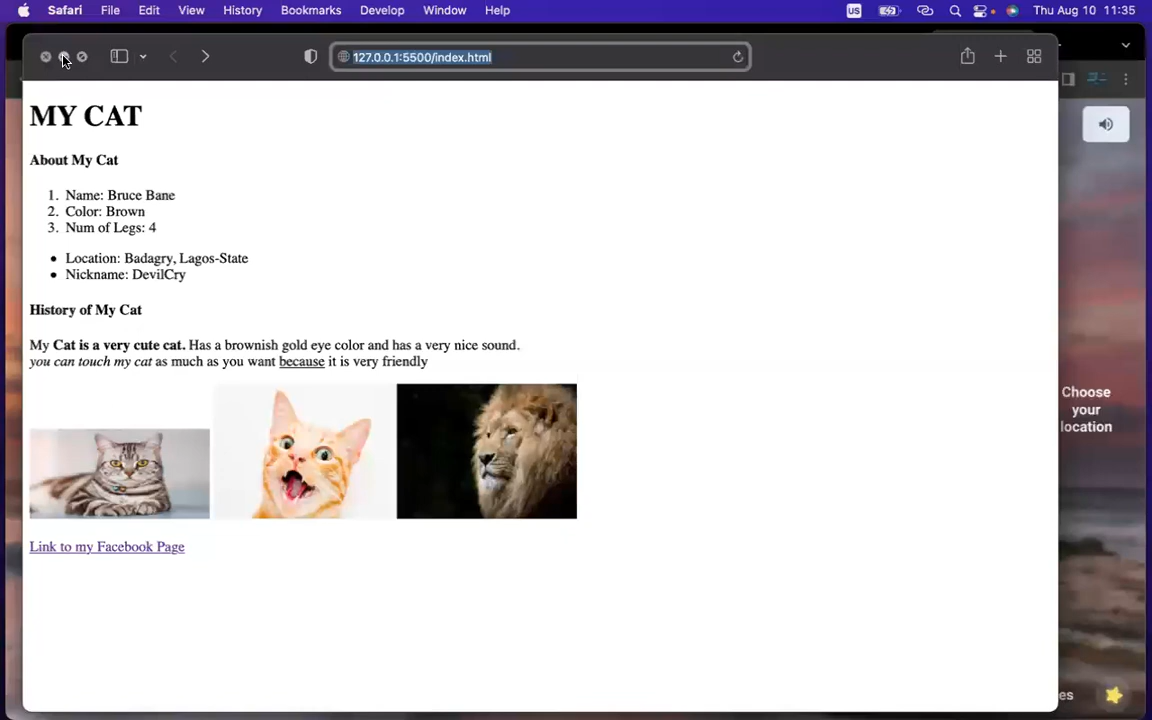 Safari File Edit View History Bookmarks Develop Window Help US Thu Aug 10 11:35
127.0.0.1:5500/index.html
MY CAT
About My Cat
1. Name: Bruce Bane
2. Color: Brown
3. Num of Legs: 4
• Location: Badagry, Lagos-State
• Nickname: DevilCry
History of My Cat
My Cat is a very cute cat. Has a brownish gold eye color and has a very nice sound.
you can touch my cat as much as you want because it is very friendly
Link to my Facebook Page
Choose
your
location
es